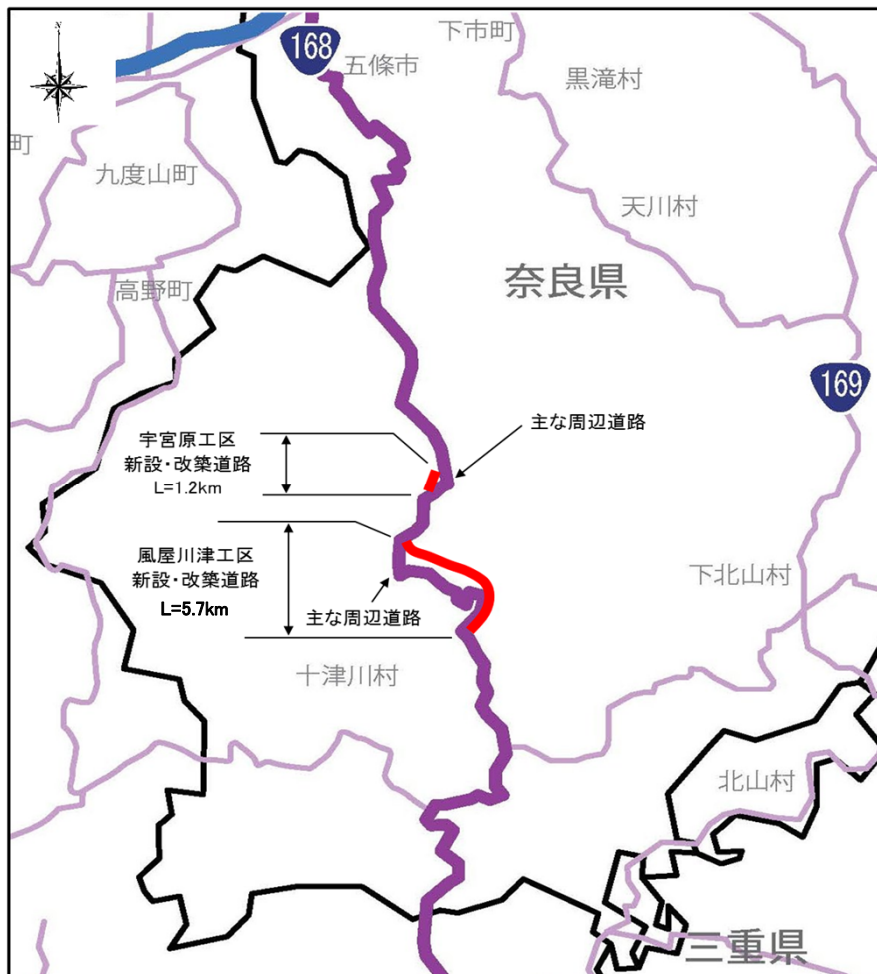 168
下市町
五條市
黒滝村
町
九度山町
天川村
奈良県
高野町
169
主な周辺道路
宇宮原工区
新設・改築道路
L=1.2km
風屋川津工区
新設・改築道路
L=5.7km
下北山村
主な周辺道路
十津川村
北山村
三重県